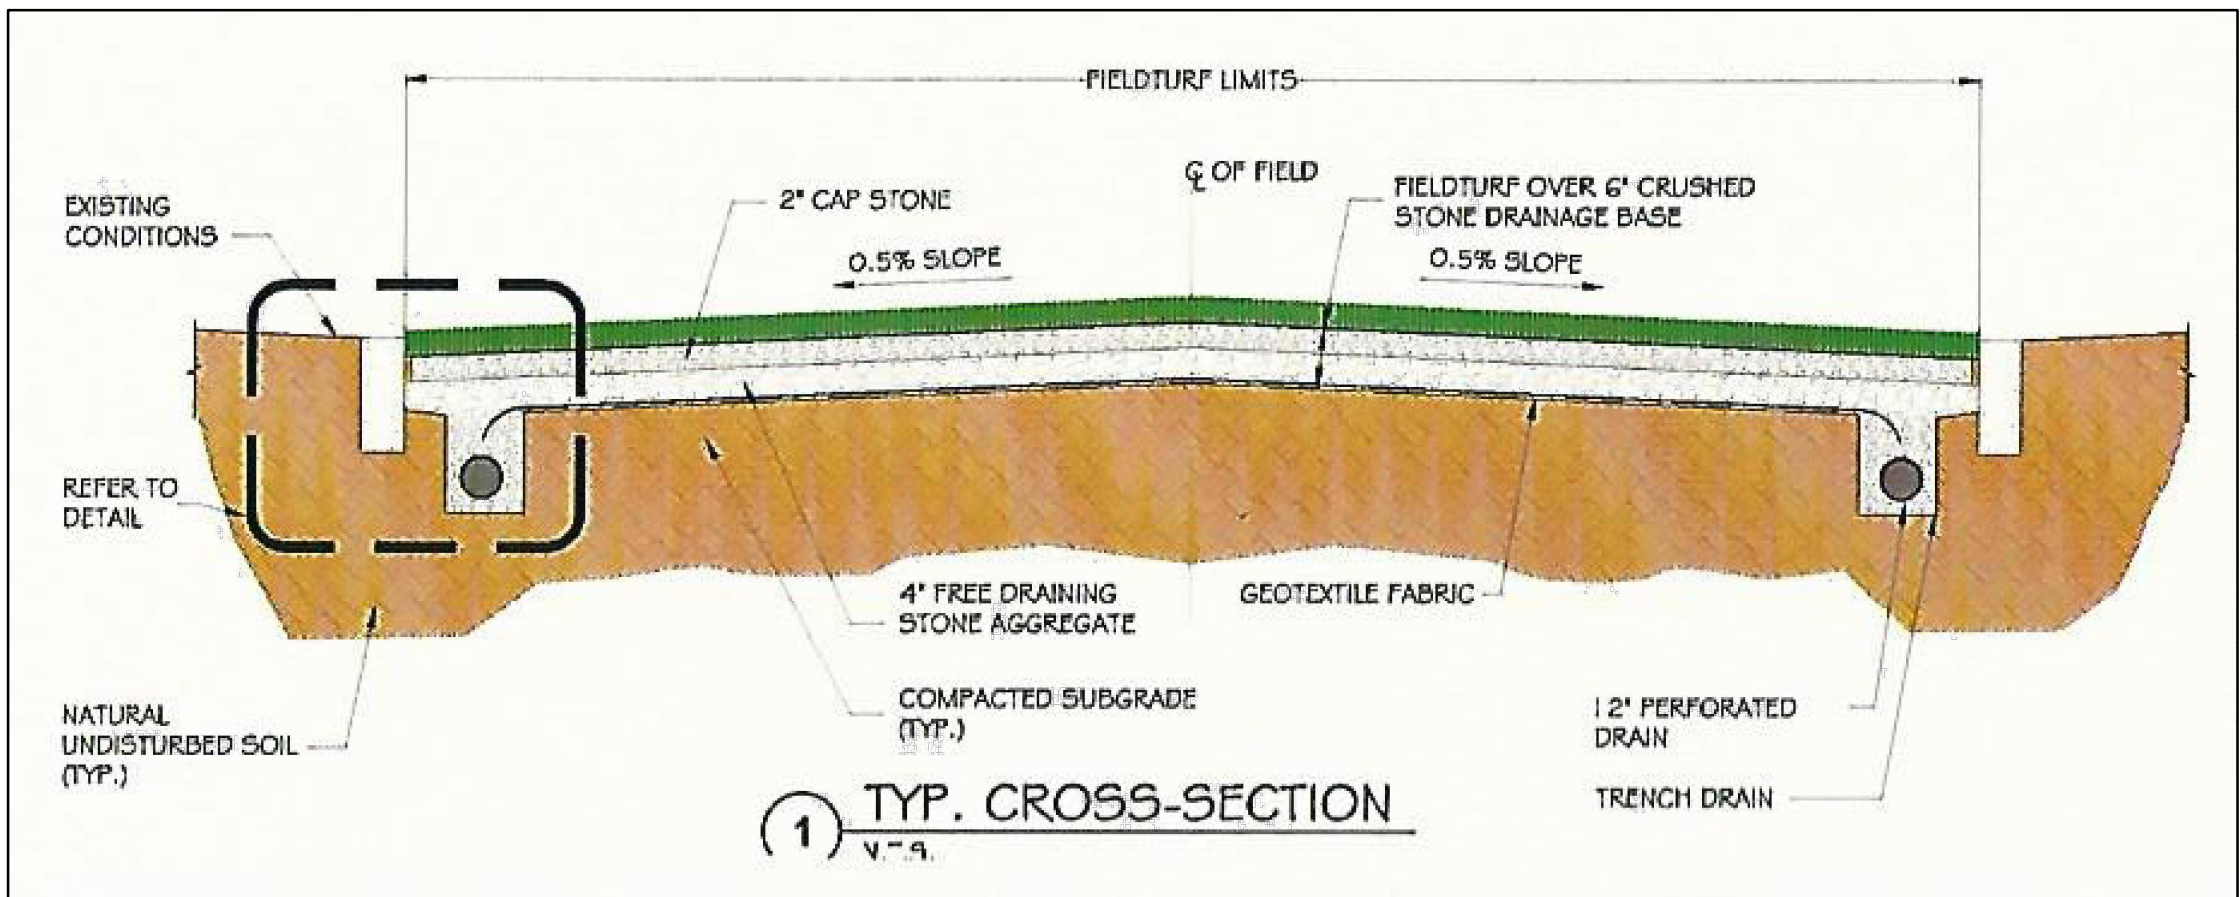 FIELDTURF LIMITS
℄ OF FIELD
EXISTING
CONDITIONS
2" CAP STONE
FIELDTURF OVER 6" CRUSHED
STONE DRAINAGE BASE
0.5% SLOPE
0.5% SLOPE
REFER TO
DETAIL
4" FREE DRAINING
STONE AGGREGATE
GEOTEXTILE FABRIC
COMPACTED SUBGRADE
(TYP.)
NATURAL
UNDISTURBED SOIL
(TYP.)
12" PERFORATED
DRAIN
TRENCH DRAIN
1 TYP. CROSS-SECTION